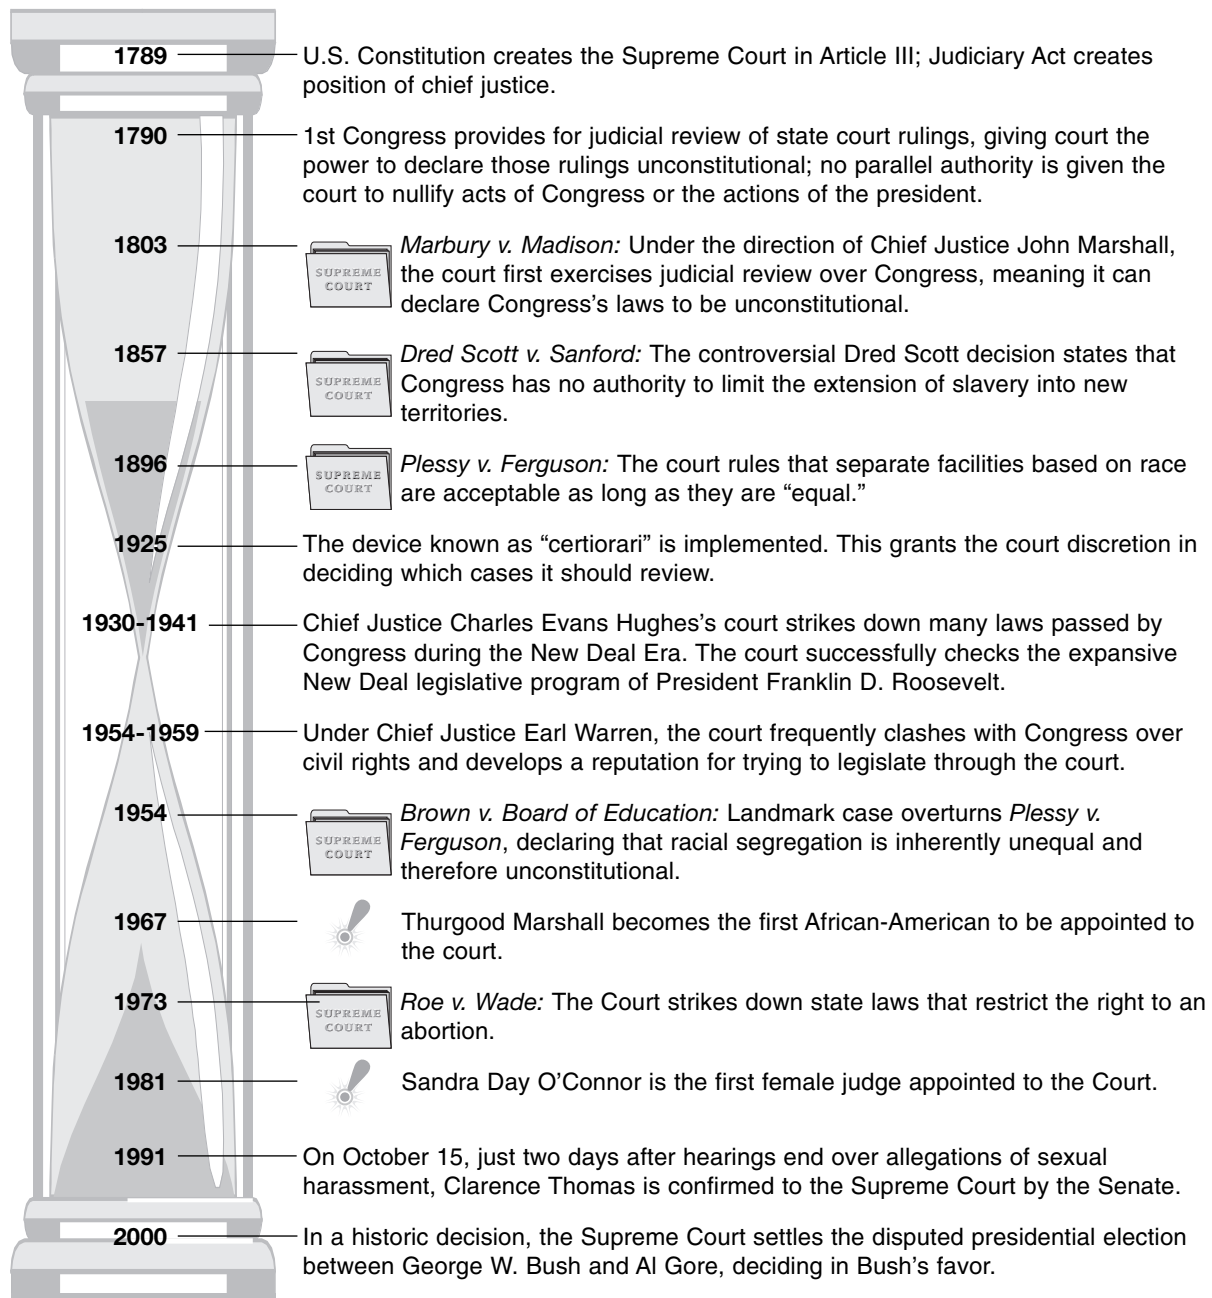 1789
U.S. Constitution creates the Supreme Court in Article III; Judiciary Act creates
position of chief justice.
1790
1st Congress provides for judicial review of state court rulings, giving court the
power to declare those rulings unconstitutional; no parallel authority is given the
court to nullify acts of Congress or the actions of the president.
1803
SUPREME
COURT
Marbury v. Madison: Under the direction of Chief Justice John Marshall,
the court first exercises judicial review over Congress, meaning it can
declare Congress's laws to be unconstitutional.
1857
SUPREME
COURT
Dred Scott v. Sanford: The controversial Dred Scott decision states that
Congress has no authority to limit the extension of slavery into new
territories.
1896
SUPREME
COURT
Plessy v. Ferguson: The court rules that separate facilities based on race
are acceptable as long as they are “equal.”
1925
The device known as “certiorari” is implemented. This grants the court discretion in
deciding which cases it should review.
1930-1941
Chief Justice Charles Evans Hughes's court strikes down many laws passed by
Congress during the New Deal Era. The court successfully checks the expansive
New Deal legislative program of President Franklin D. Roosevelt.
1954-1959
Under Chief Justice Earl Warren, the court frequently clashes with Congress over
civil rights and develops a reputation for trying to legislate through the court.
1954
SUPREME
COURT
Brown v. Board of Education: Landmark case overturns Plessy v.
Ferguson, declaring that racial segregation is inherently unequal and
therefore unconstitutional.
1967
Thurgood Marshall becomes the first African-American to be appointed to
the court.
1973
SUPREME
COURT
Roe v. Wade: The Court strikes down state laws that restrict the right to an
abortion.
1981
Sandra Day O'Connor is the first female judge appointed to the Court.
1991
On October 15, just two days after hearings end over allegations of sexual
harassment, Clarence Thomas is confirmed to the Supreme Court by the Senate.
2000
In a historic decision, the Supreme Court settles the disputed presidential election
between George W. Bush and Al Gore, deciding in Bush's favor.